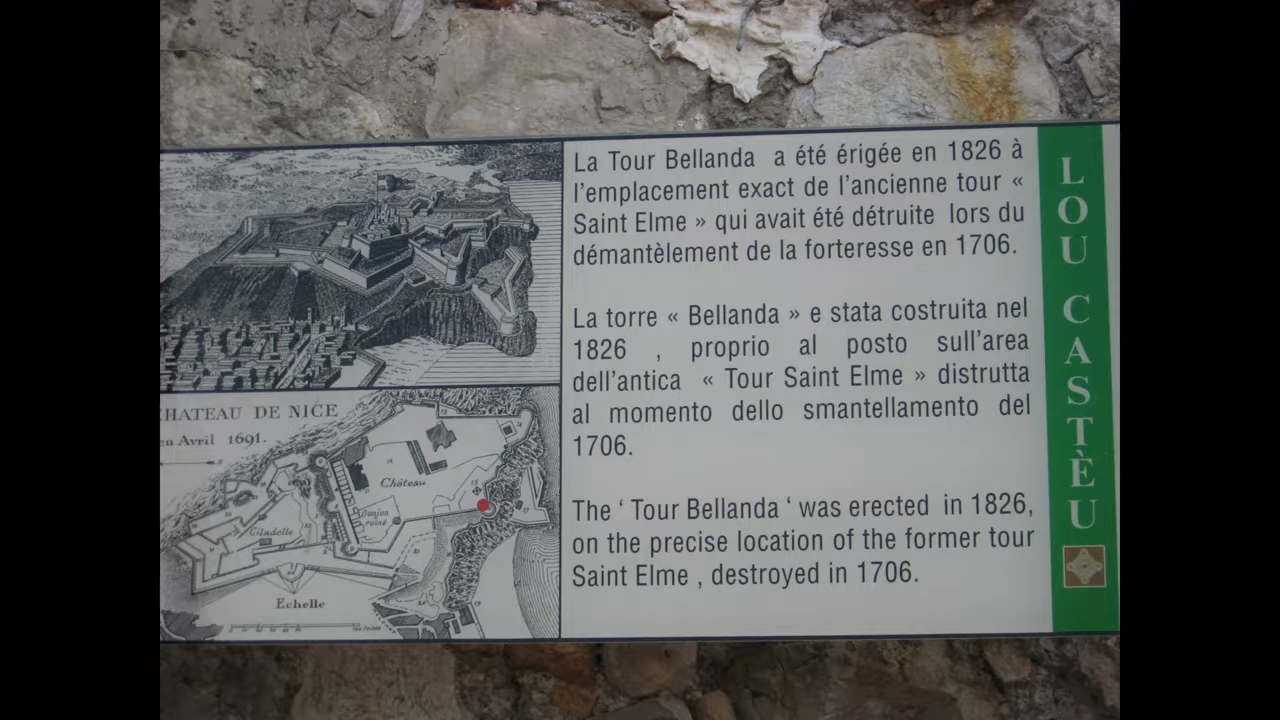 La Tour Bellanda a été érigée en 1826 à
l'emplacement exact de l'ancienne tour «
Saint Elme » qui avait été détruite lors du
démantèlement de la forteresse en 1706.
La torre « Bellanda » e stata costruita nel
1826 , proprio al posto sull'area
dell'antica « Tour Saint Elme » distrutta
al momento dello smantellamento del
1706.
The ‘ Tour Bellanda ‘ was erected in 1826,
on the precise location of the former tour
Saint Elme , destroyed in 1706.
LOU CASTÈU
HATEAU DE NICE
en Avril 1691.
Château
Donjon
ruiné
Citadelle
Echelle